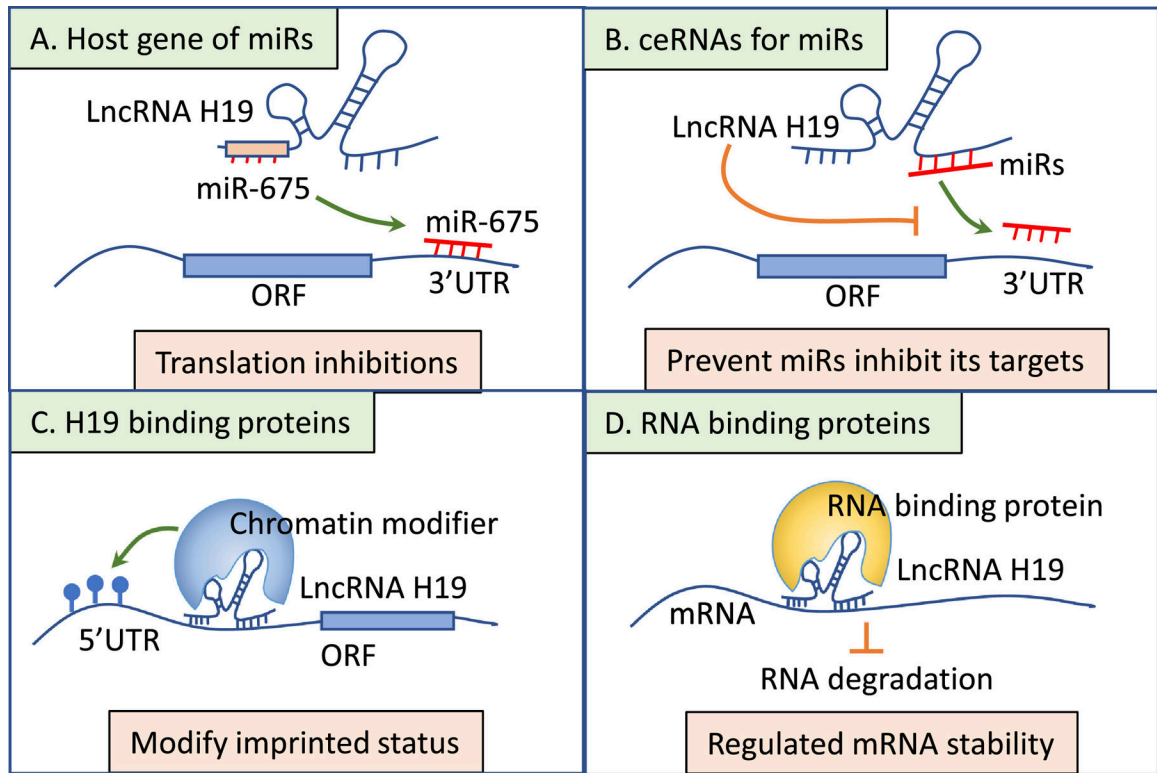 A. Host gene of miRs
LncRNA H19
miR-675
miR-675
ORF
3’UTR
Translation inhibitions
B. ceRNAs for miRs
LncRNA H19
miRs
ORF
3’UTR
Prevent miRs inhibit its targets
C. H19 binding proteins
Chromatin modifier
LncRNA H19
5’UTR
ORF
Modify imprinted status
D. RNA binding proteins
RNA binding protein
LncRNA H19
mRNA
RNA degradation
Regulated mRNA stability